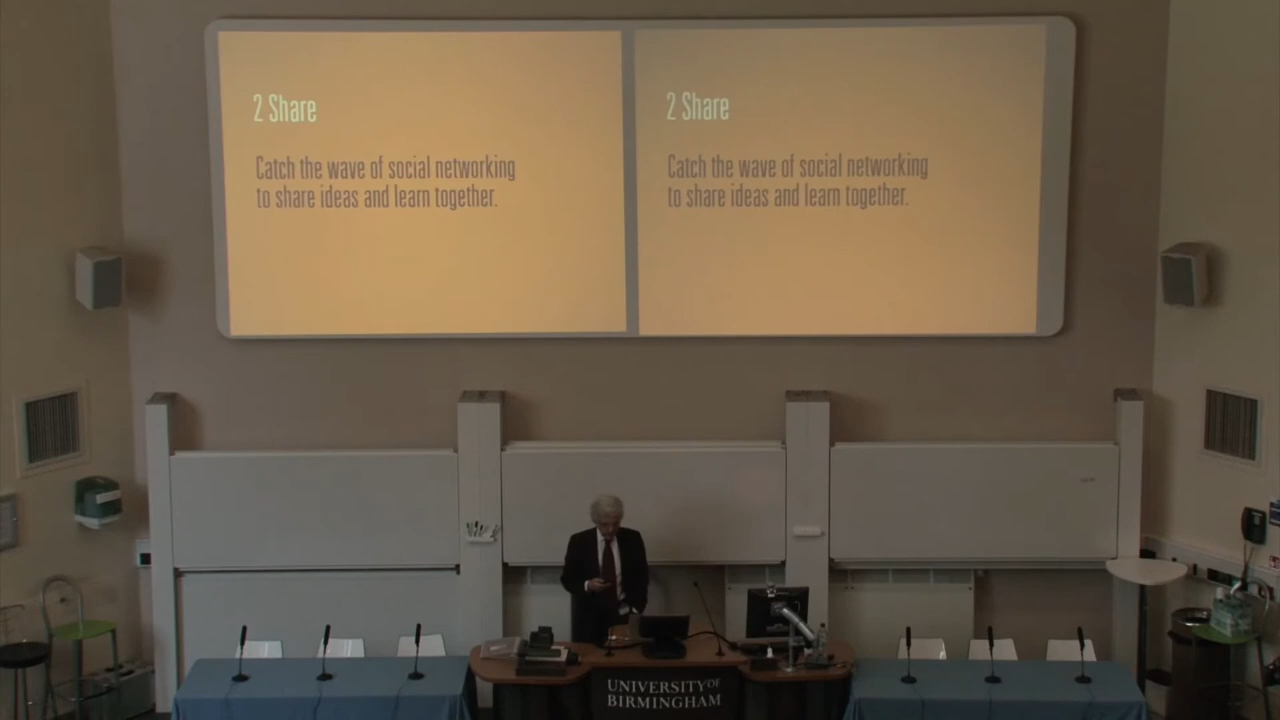 2 Share
Catch the wave of social networking
to share ideas and learn together.
2 Share
Catch the wave of social networking
to share ideas and learn together.
UNIVERSITY OF
BIRMINGHAM